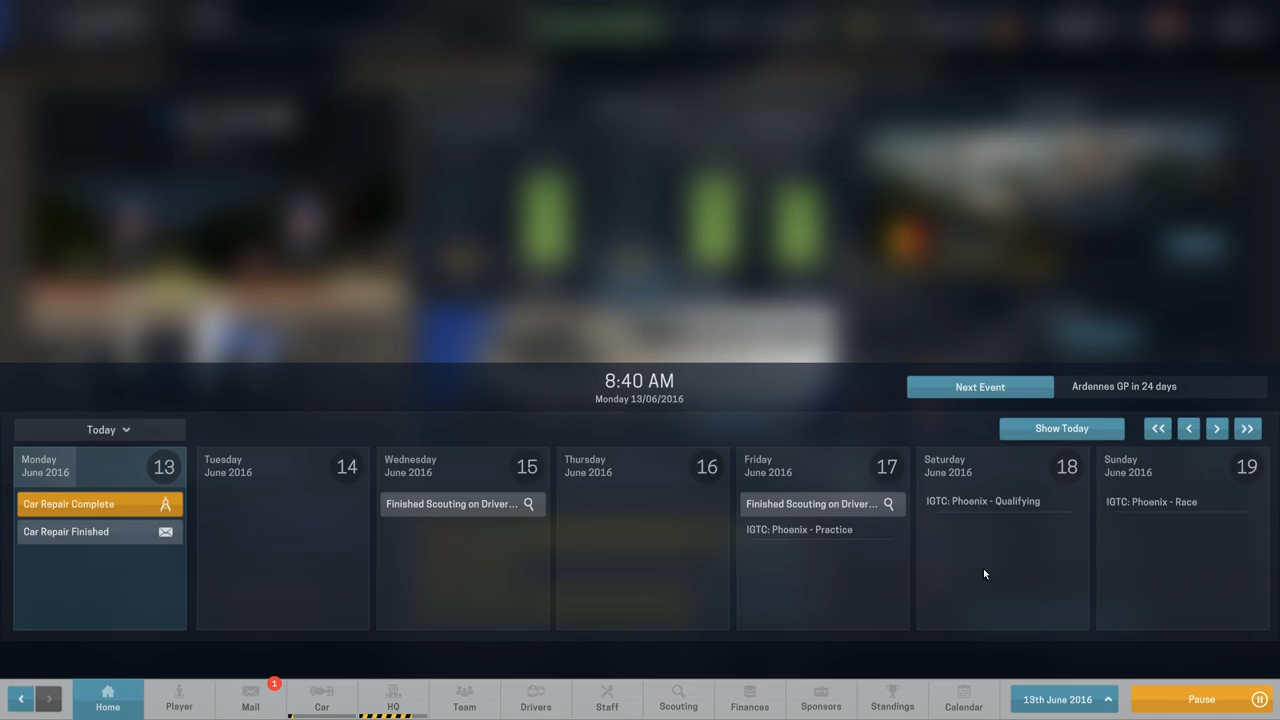 8:40 AM
Monday 13/06/2016
Next Event
Ardennes GP in 24 days
Today
Show Today
Monday
June 2016
13
Tuesday
June 2016
14
Wednesday
June 2016
15
Thursday
June 2016
16
Friday
June 2016
17
Saturday
June 2016
18
Sunday
June 2016
19
Car Repair Complete
Car Repair Finished
Finished Scouting on Driver...
Finished Scouting on Driver...
IGTC: Phoenix - Practice
IGTC: Phoenix - Qualifying
IGTC: Phoenix - Race
Home
Player
1
Mail
Car
HQ
Team
Drivers
Staff
Scouting
Finances
Sponsors
Standings
Calendar
13th June 2016
Pause